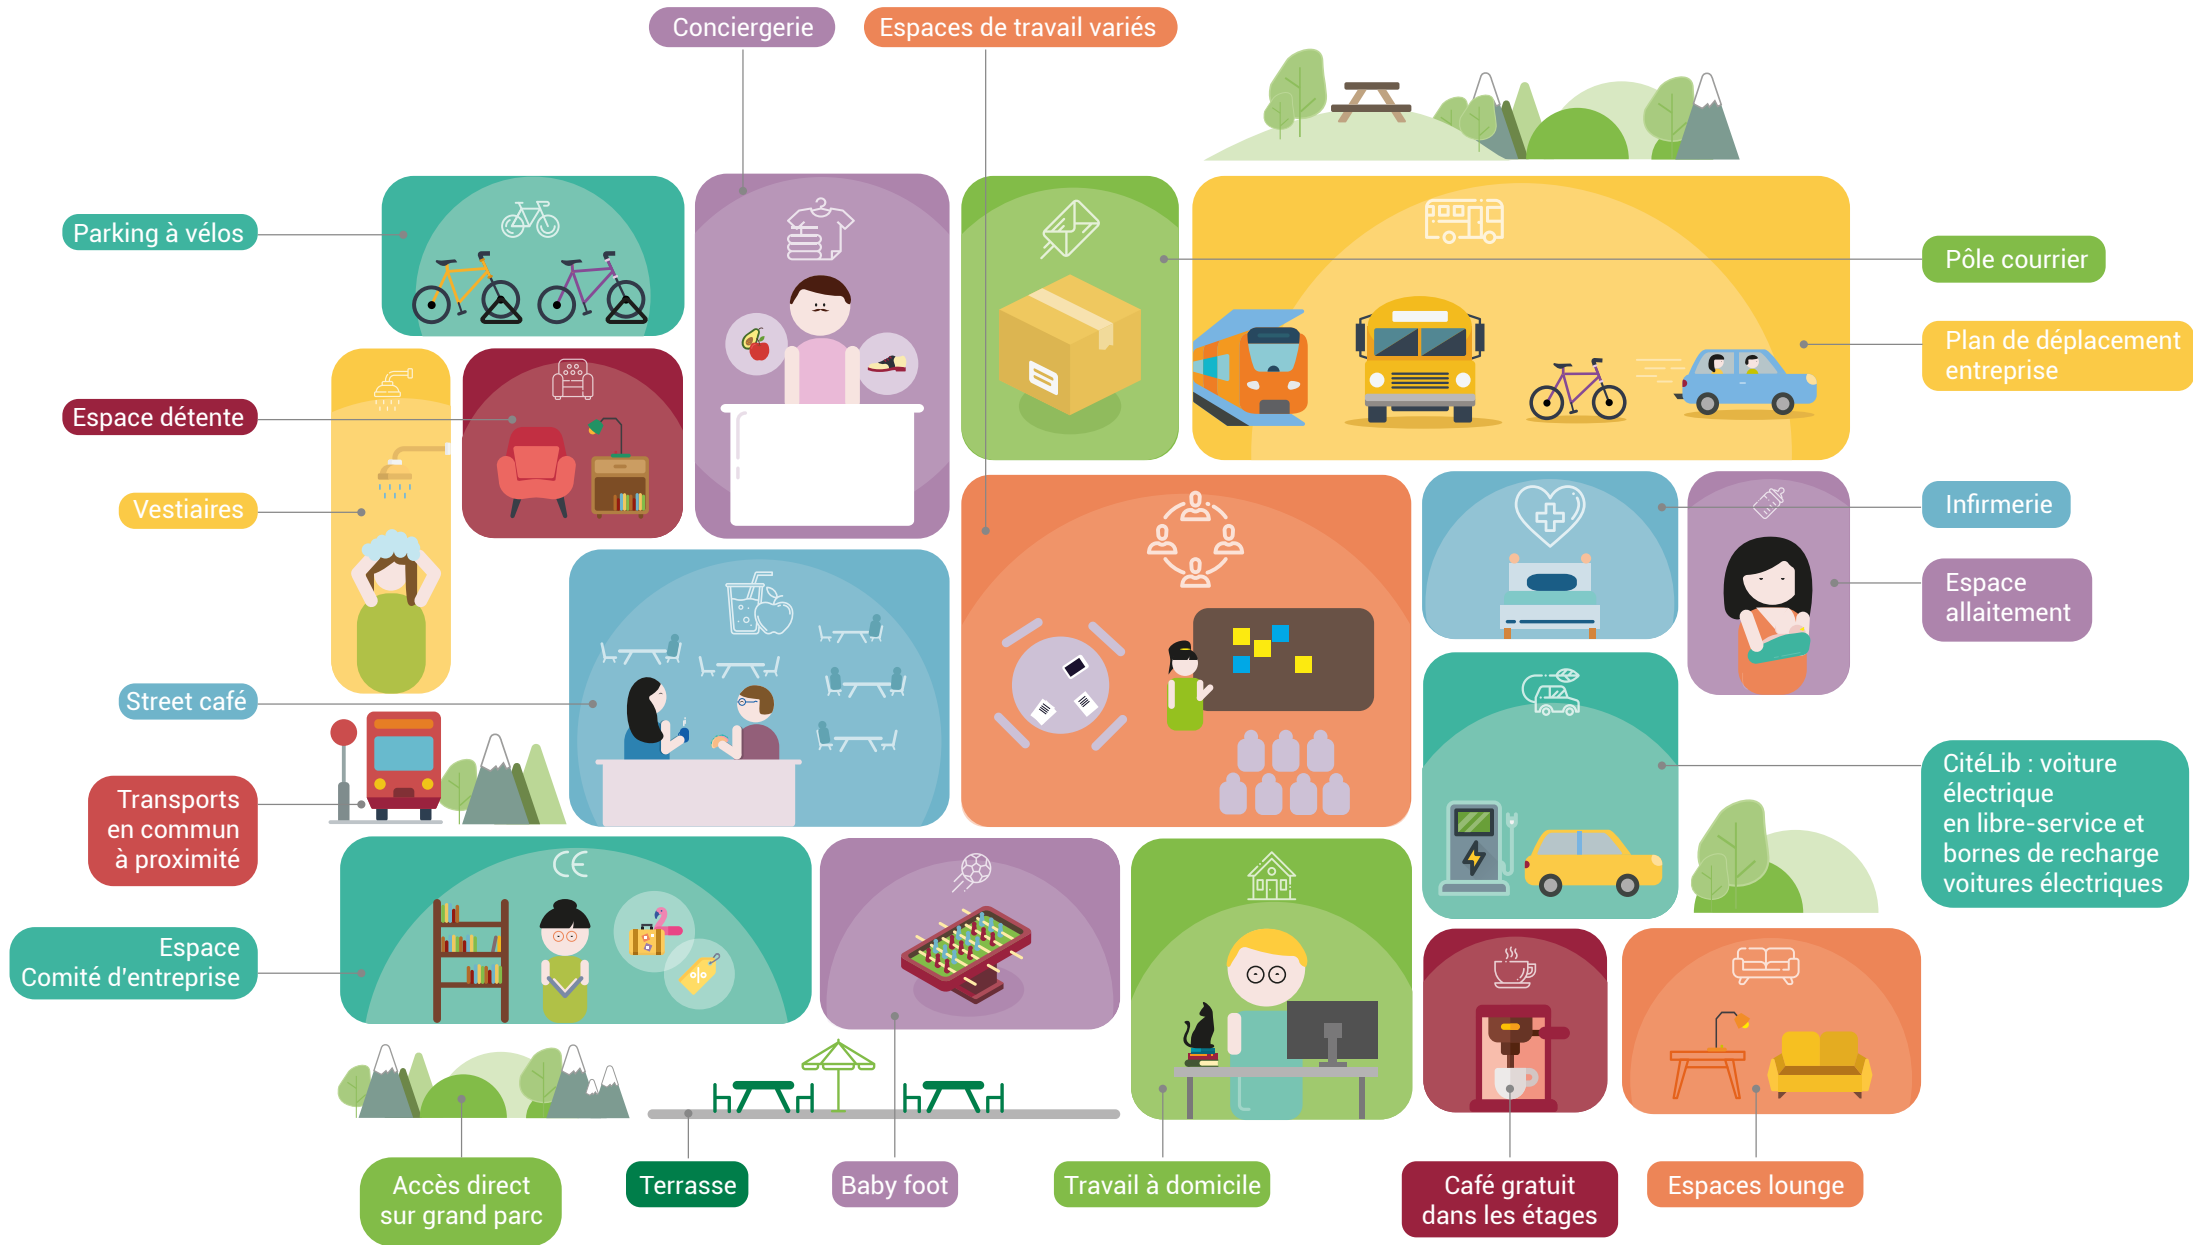 Conciergerie
Espaces de travail variés
Parking à vélos
Pôle courrier
Plan de déplacement
entreprise
Espace détente
Vestiaires
Infirmerie
Espace
allaitement
Street café
Transports
en commun
à proximité
CitéLib : voiture
électrique
en libre-service et
bornes de recharge
voitures électriques
CE
Espace
Comité d'entreprise
%
Accès direct
sur grand parc
Terrasse
Baby foot
Travail à domicile
Café gratuit
dans les étages
Espaces lounge